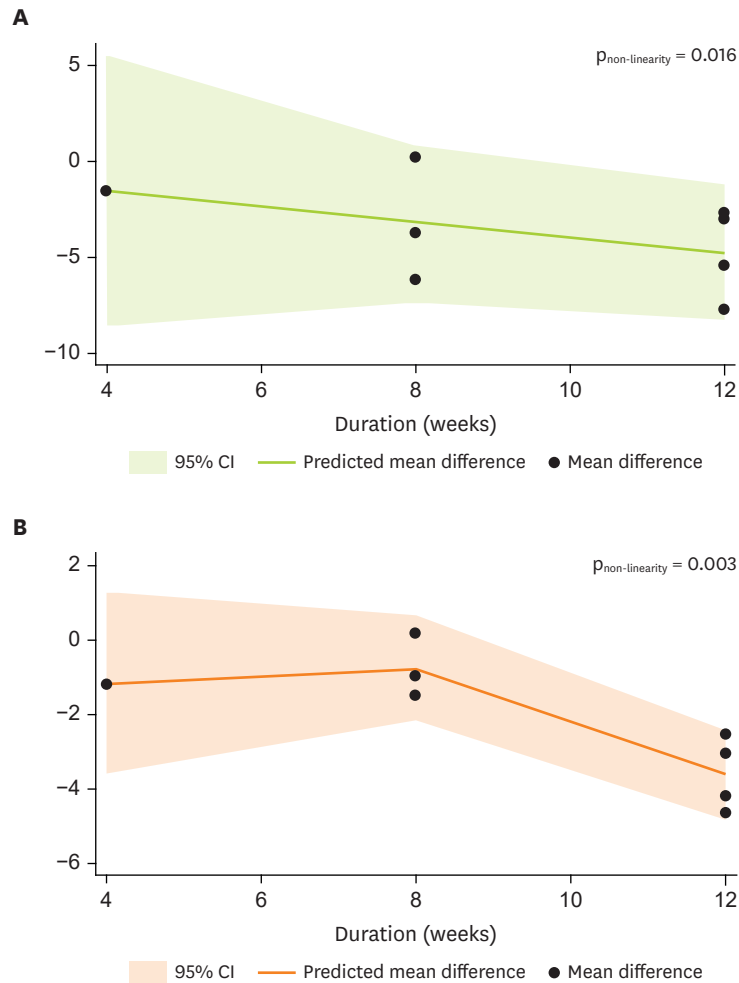 A
p non-linearity = 0.016
5
0
−5
−10
4 6 8 10 12
Duration (weeks)
95% CI Predicted mean difference Mean difference
B
p non-linearity = 0.003
2
0
−2
−4
−6
4 6 8 10 12
Duration (weeks)
95% CI Predicted mean difference Mean difference